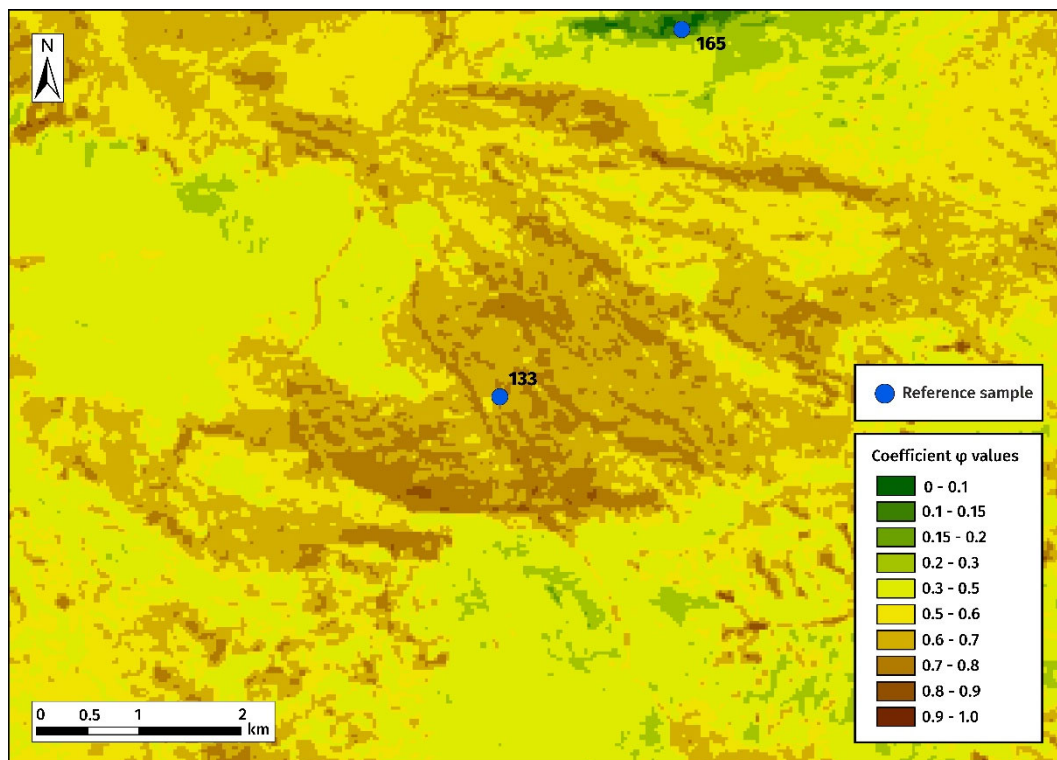 N
165
133
Reference sample
Coefficient φ values
0 - 0.1
0.1 - 0.15
0.15 - 0.2
0.2 - 0.3
0.3 - 0.5
0.5 - 0.6
0.6 - 0.7
0.7 - 0.8
0.8 - 0.9
0.9 - 1.0
0 0.5 1 2
km